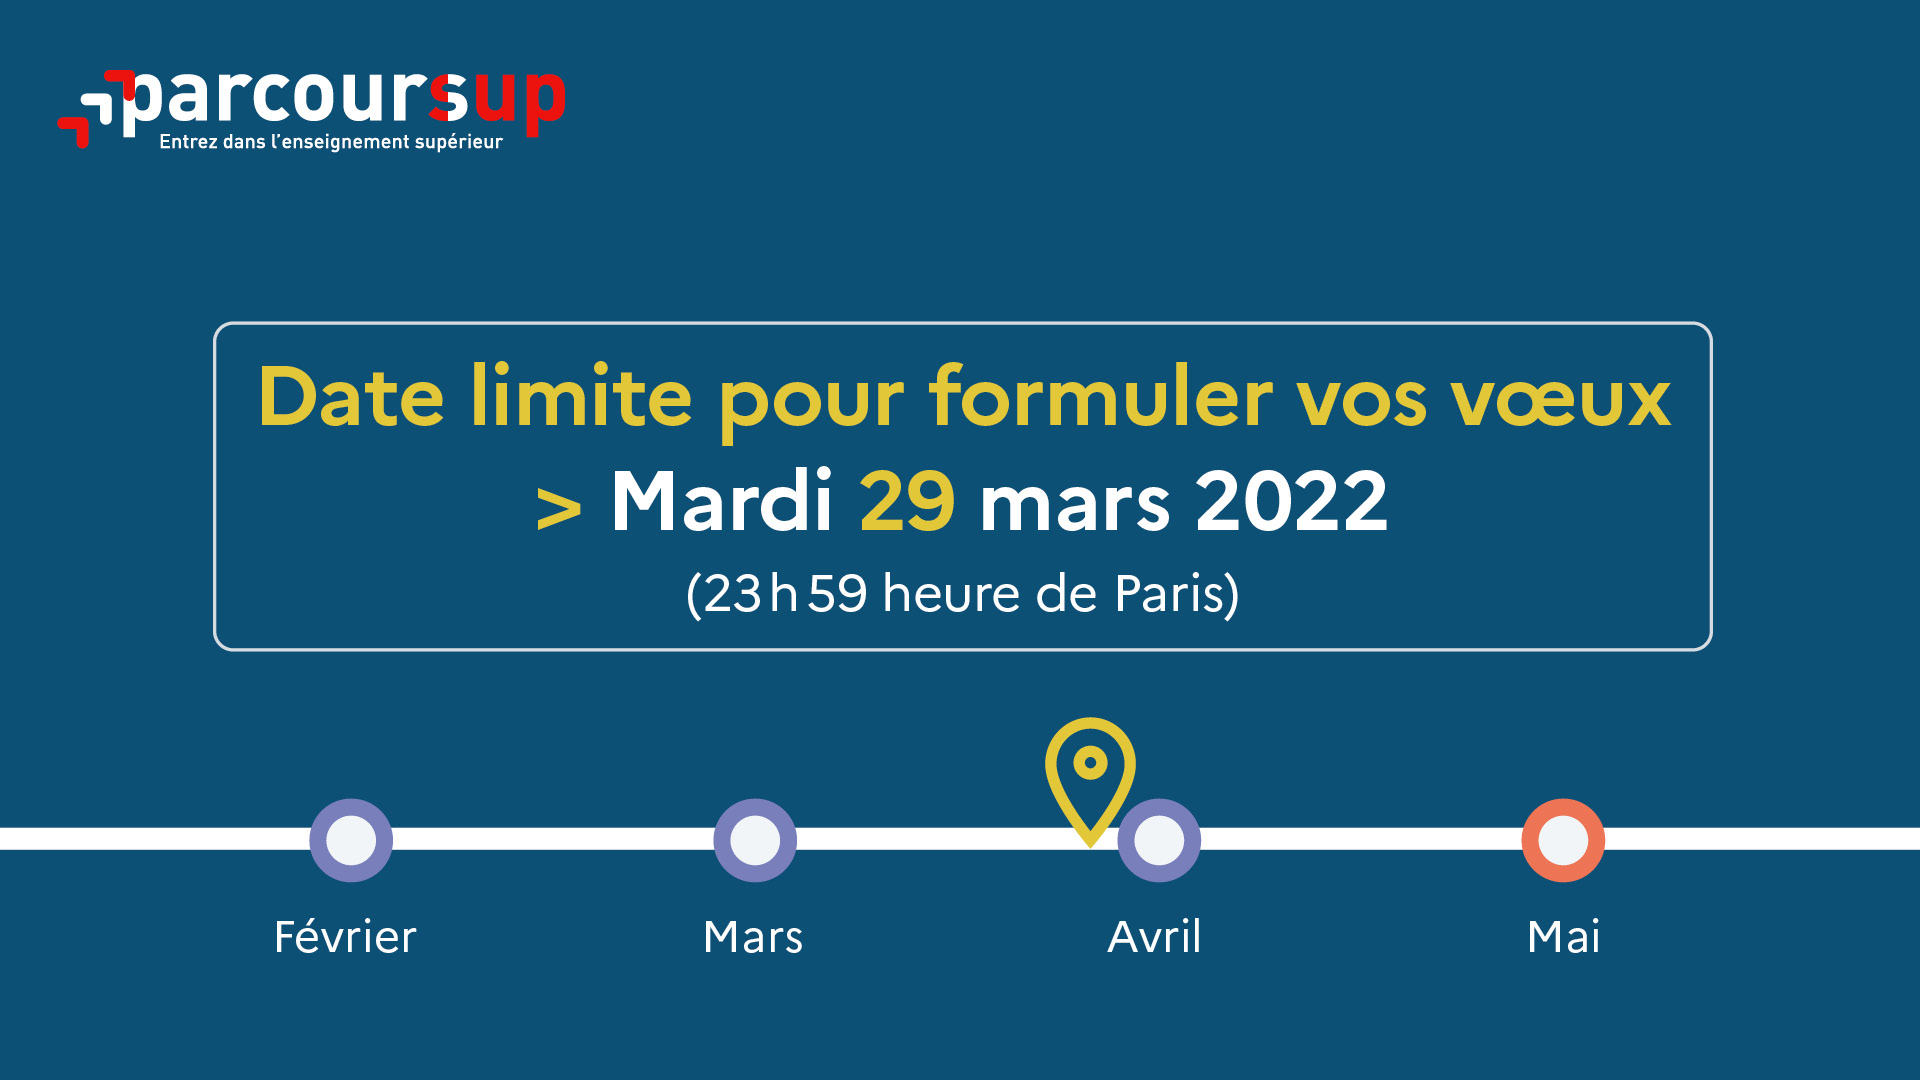 parcoursup
Entrez dans l'enseignement supérieur
Date limite pour formuler vos vœux
> Mardi 29 mars 2022
(23 h 59 heure de Paris)
Février
Mars
Avril
Mai